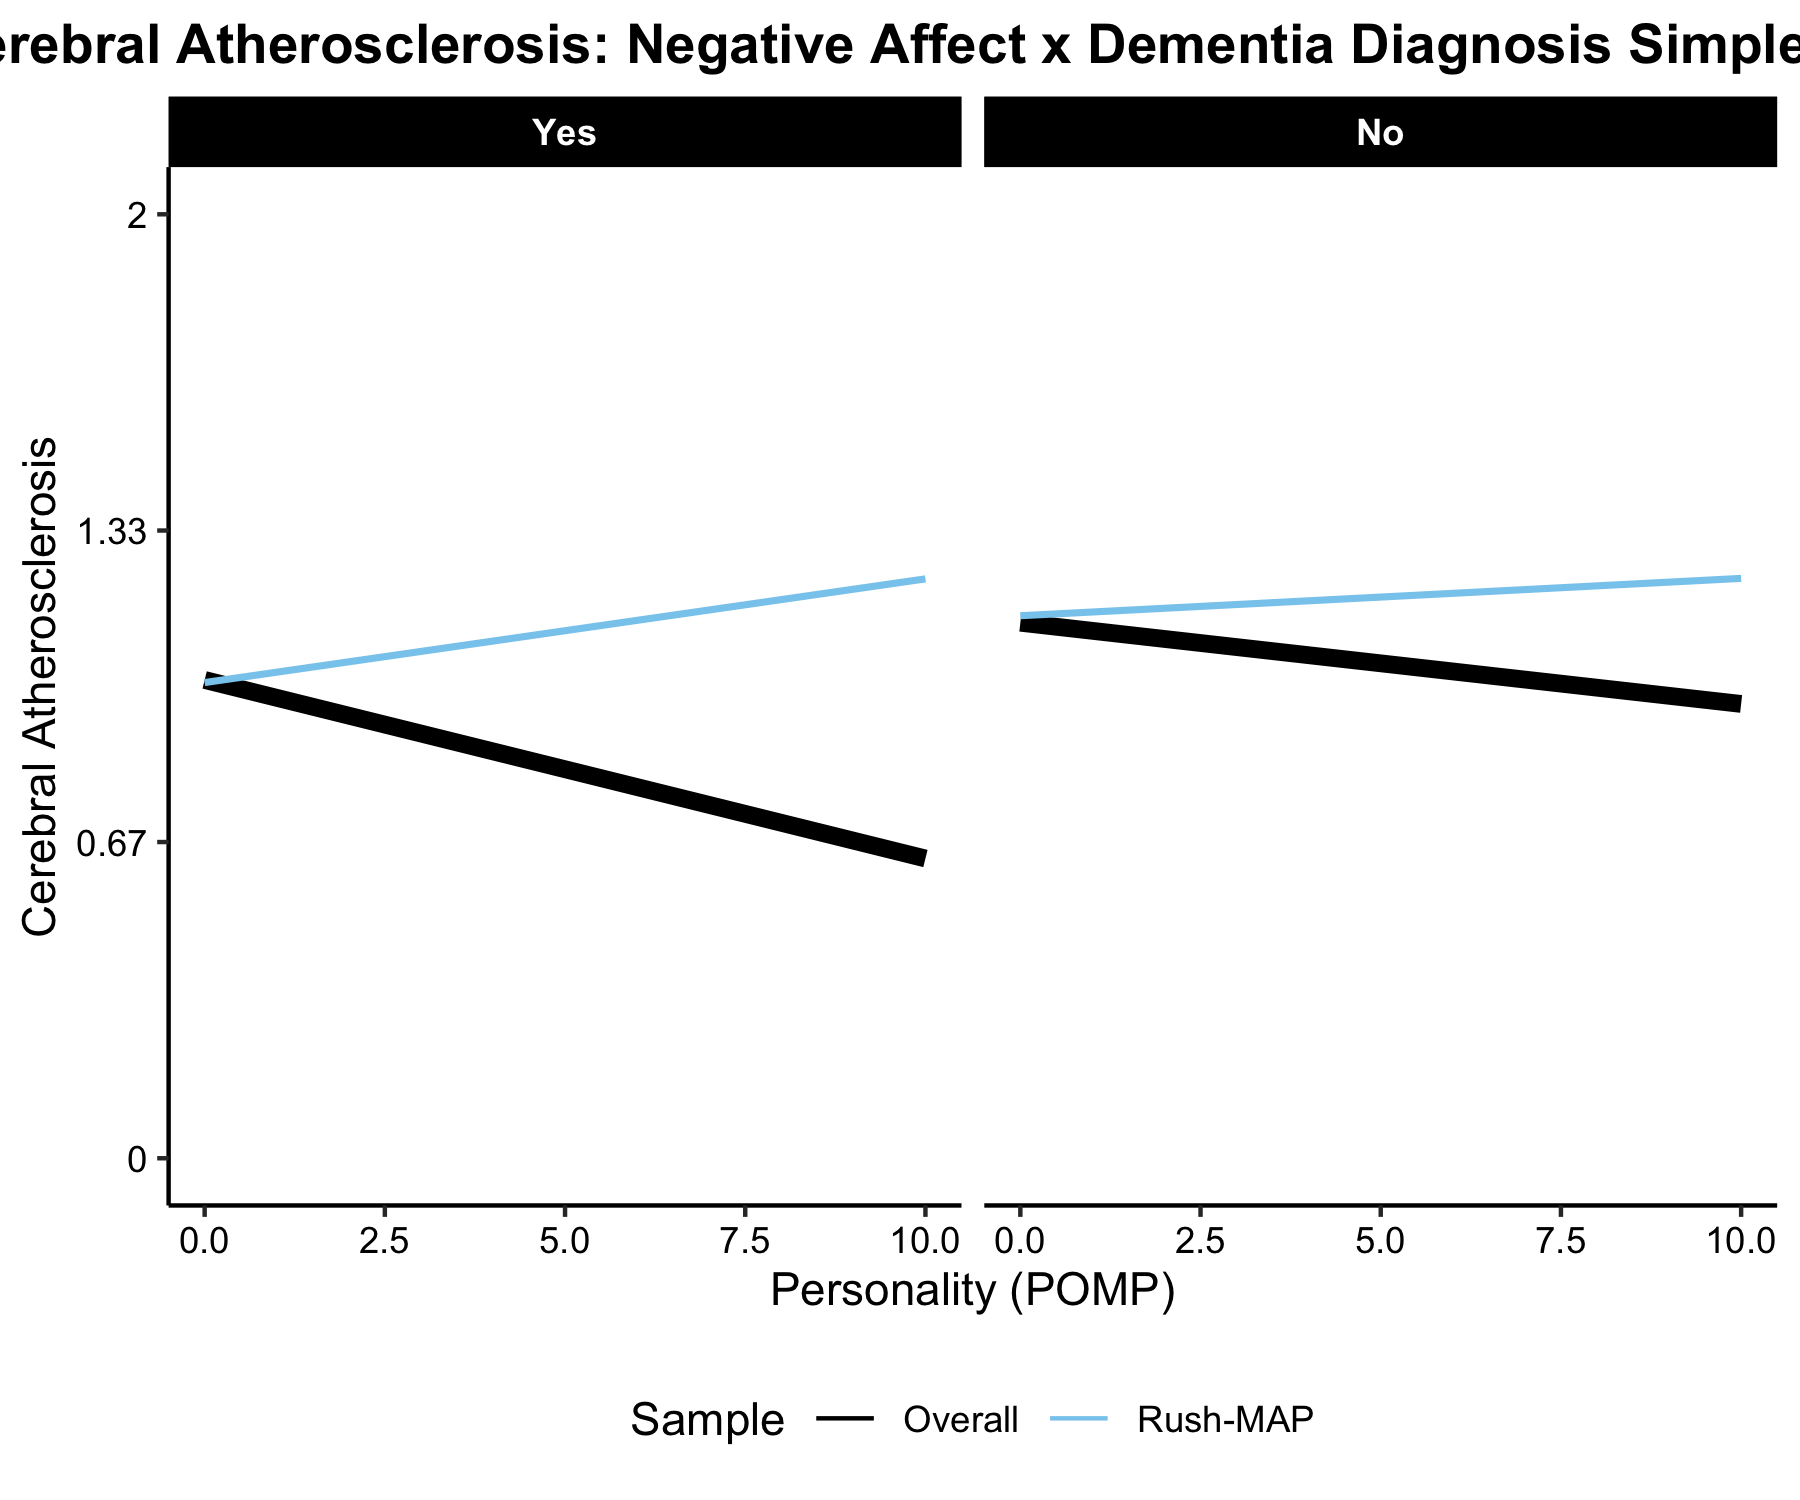 erebral Atherosclerosis: Negative Affect x Dementia Diagnosis Simple
Yes
No
Cerebral Atherosclerosis
2
1.33
0.67
0
0.0 2.5 5.0 7.5 10.0
0.0 2.5 5.0 7.5 10.0
Personality (POMP)
Sample Overall Rush-MAP